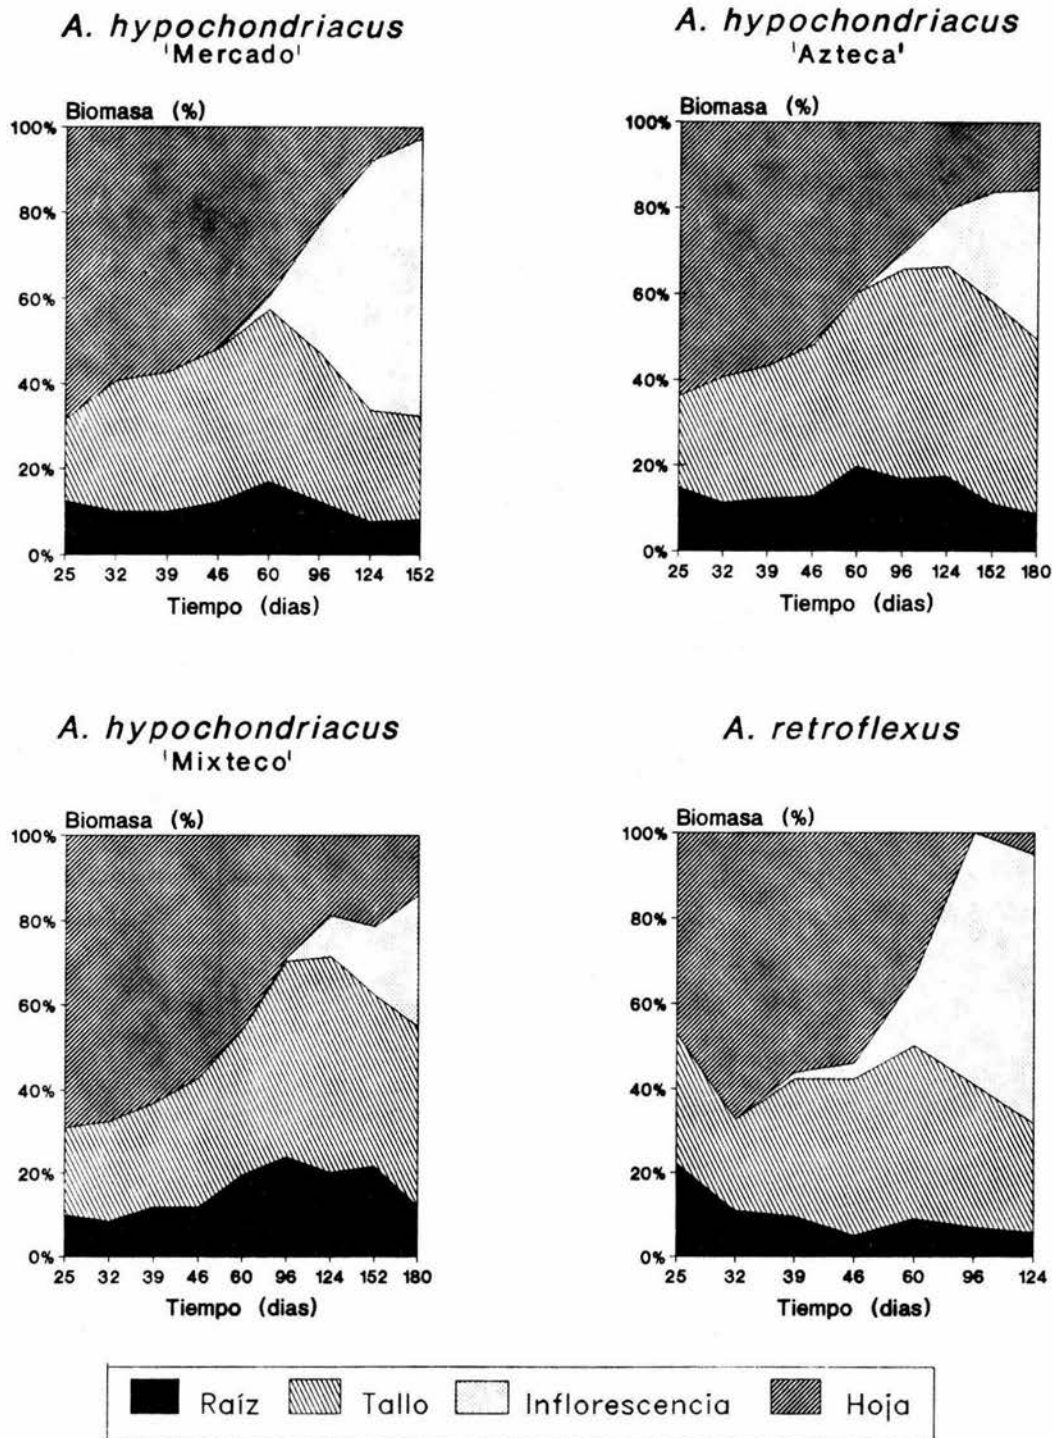 A. hypochondriacus
'Mercado'
Biomasa (%)
100%
80%
60%
40%
20%
0%
25 32 39 46 60 96 124 152
Tiempo (dias)
A. hypochondriacus
'Azteca'
Biomasa (%)
100%
80%
60%
40%
20%
0%
25 32 39 46 60 96 124 152 180
Tiempo (dias)
A. hypochondriacus
'Mixteco'
Biomasa (%)
100%
80%
60%
40%
20%
0%
25 32 39 46 60 96 124 152 180
Tiempo (dias)
A. retroflexus
Biomasa (%)
100%
80%
60%
40%
20%
0%
25 32 39 46 60 96 124
Tiempo (dias)
Raíz Tallo Inflorescencia Hoja